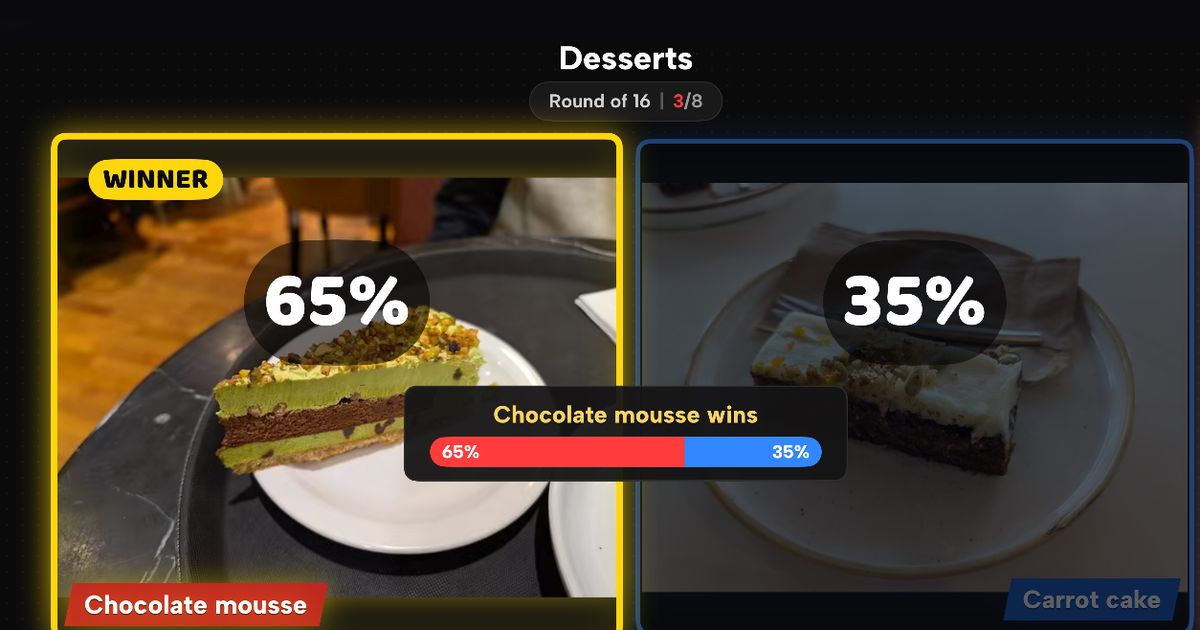 Desserts
Round of 16 | 3/8
WINNER
65%
35%
Chocolate mousse wins
65% 35%
Chocolate mousse
Carrot cake